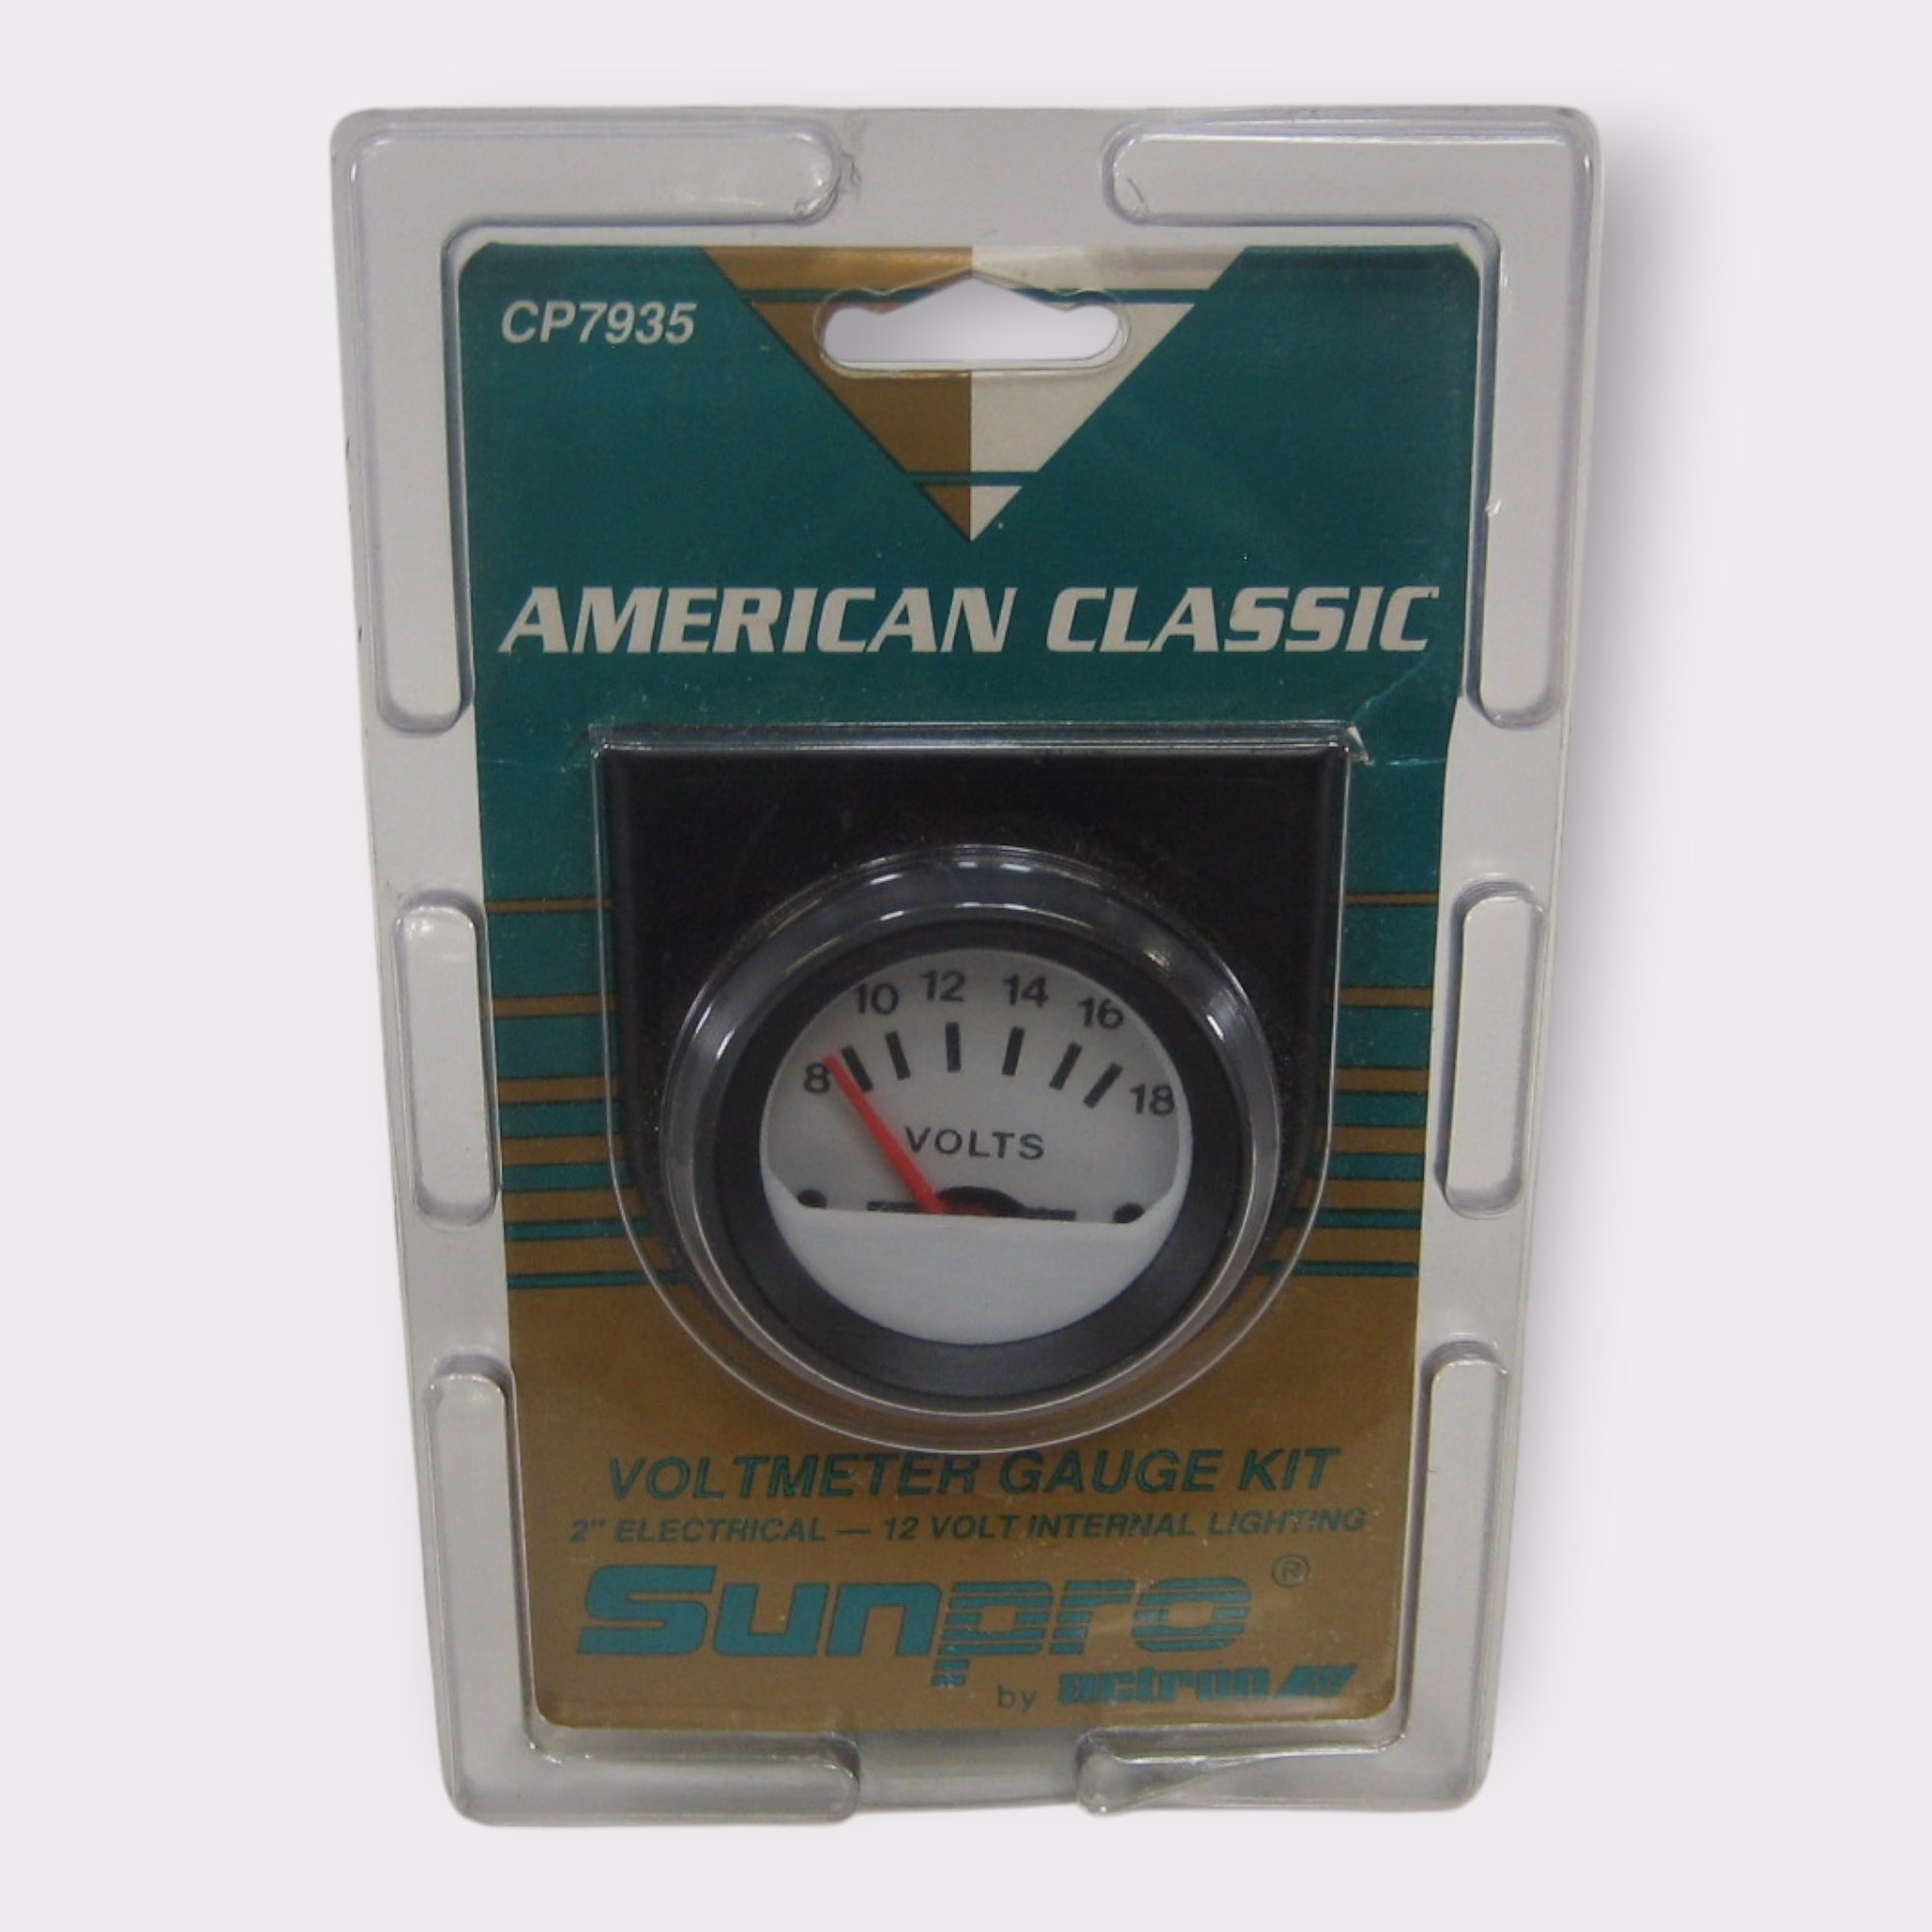 CP7935
AMERICAN CLASSIC
8 10 12 14 16 18
VOLTS
VOLTMETER GAUGE KIT
2" ELECTRICAL — 12 VOLT INTERNAL LIGHTING
Sunpro®
by actron